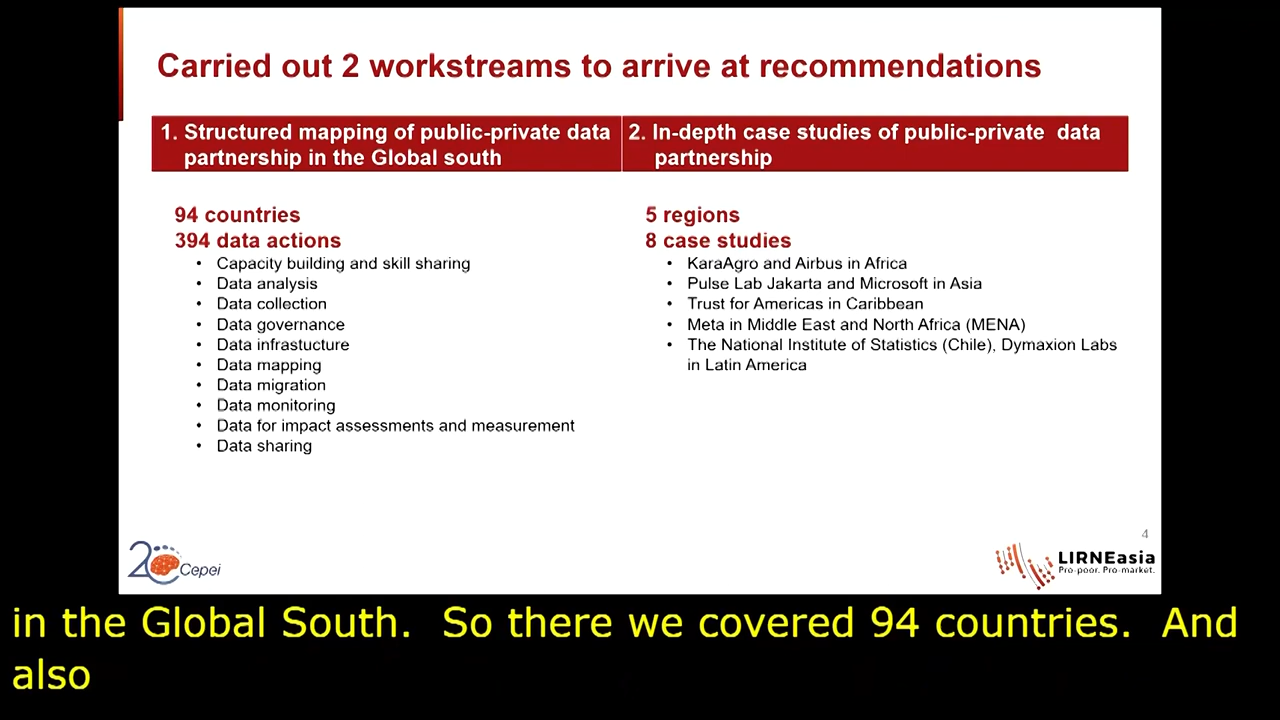 Carried out 2 workstreams to arrive at recommendations
1. Structured mapping of public-private data
partnership in the Global south
2. In-depth case studies of public-private data
partnership
94 countries
394 data actions
• Capacity building and skill sharing
• Data analysis
• Data collection
• Data governance
• Data infrastucture
• Data mapping
• Data migration
• Data monitoring
• Data for impact assessments and measurement
• Data sharing
5 regions
8 case studies
• KaraAgro and Airbus in Africa
• Pulse Lab Jakarta and Microsoft in Asia
• Trust for Americas in Caribbean
• Meta in Middle East and North Africa (MENA)
• The National Institute of Statistics (Chile), Dymaxion Labs
in Latin America
4
20 Cepei
LIRNEasia
Pro-poor. Pro-market.
in the Global South.  So there we covered 94 countries.  And
also